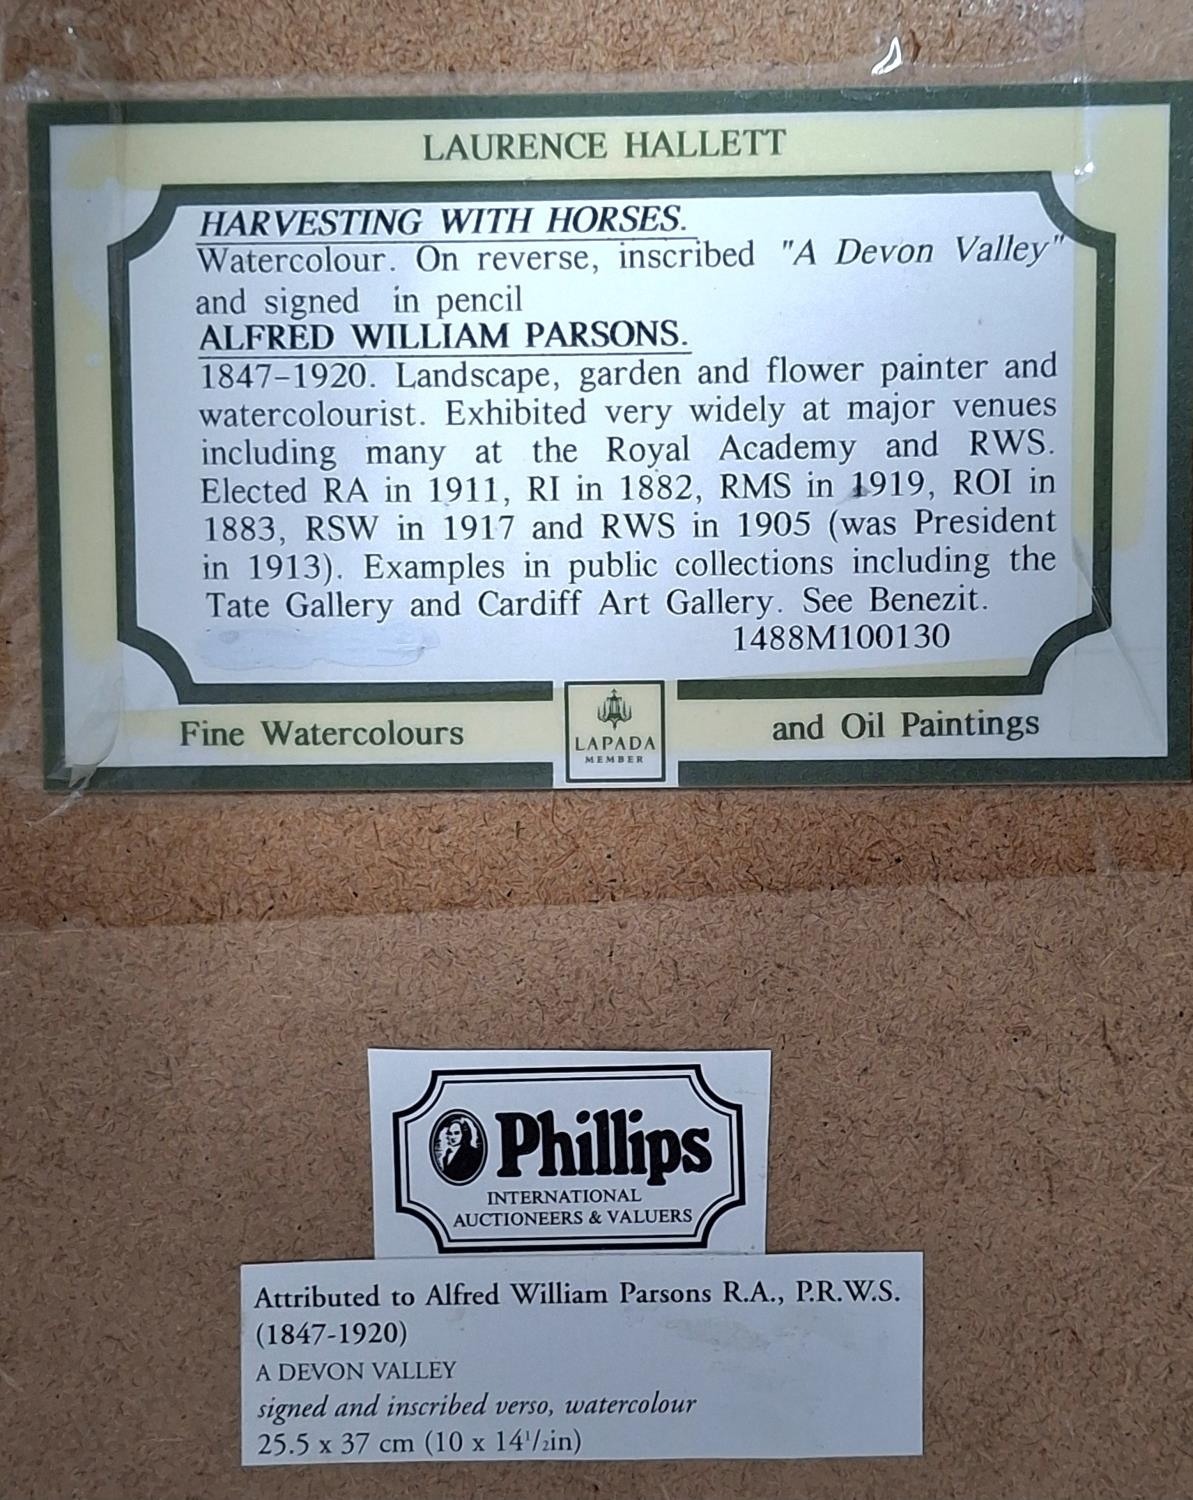 LAURENCE HALLETT
HARVESTING WITH HORSES.
Watercolour. On reverse, inscribed "A Devon Valley"
and signed in pencil
ALFRED WILLIAM PARSONS.
1847-1920. Landscape, garden and flower painter and
watercolourist. Exhibited very widely at major venues
including many at the Royal Academy and RWS.
Elected RA in 1911, RI in 1882, RMS in 1919, ROI in
1883, RSW in 1917 and RWS in 1905 (was President
in 1913). Examples in public collections including the
Tate Gallery and Cardiff Art Gallery. See Benezit.
1488M100130
Fine Watercolours
LAPADA
MEMBER
and Oil Paintings
Phillips
INTERNATIONAL
AUCTIONEERS & VALUERS
Attributed to Alfred William Parsons R.A., P.R.W.S.
(1847-1920)
A DEVON VALLEY
signed and inscribed verso, watercolour
25.5 x 37 cm (10 x 14¹/₂in)